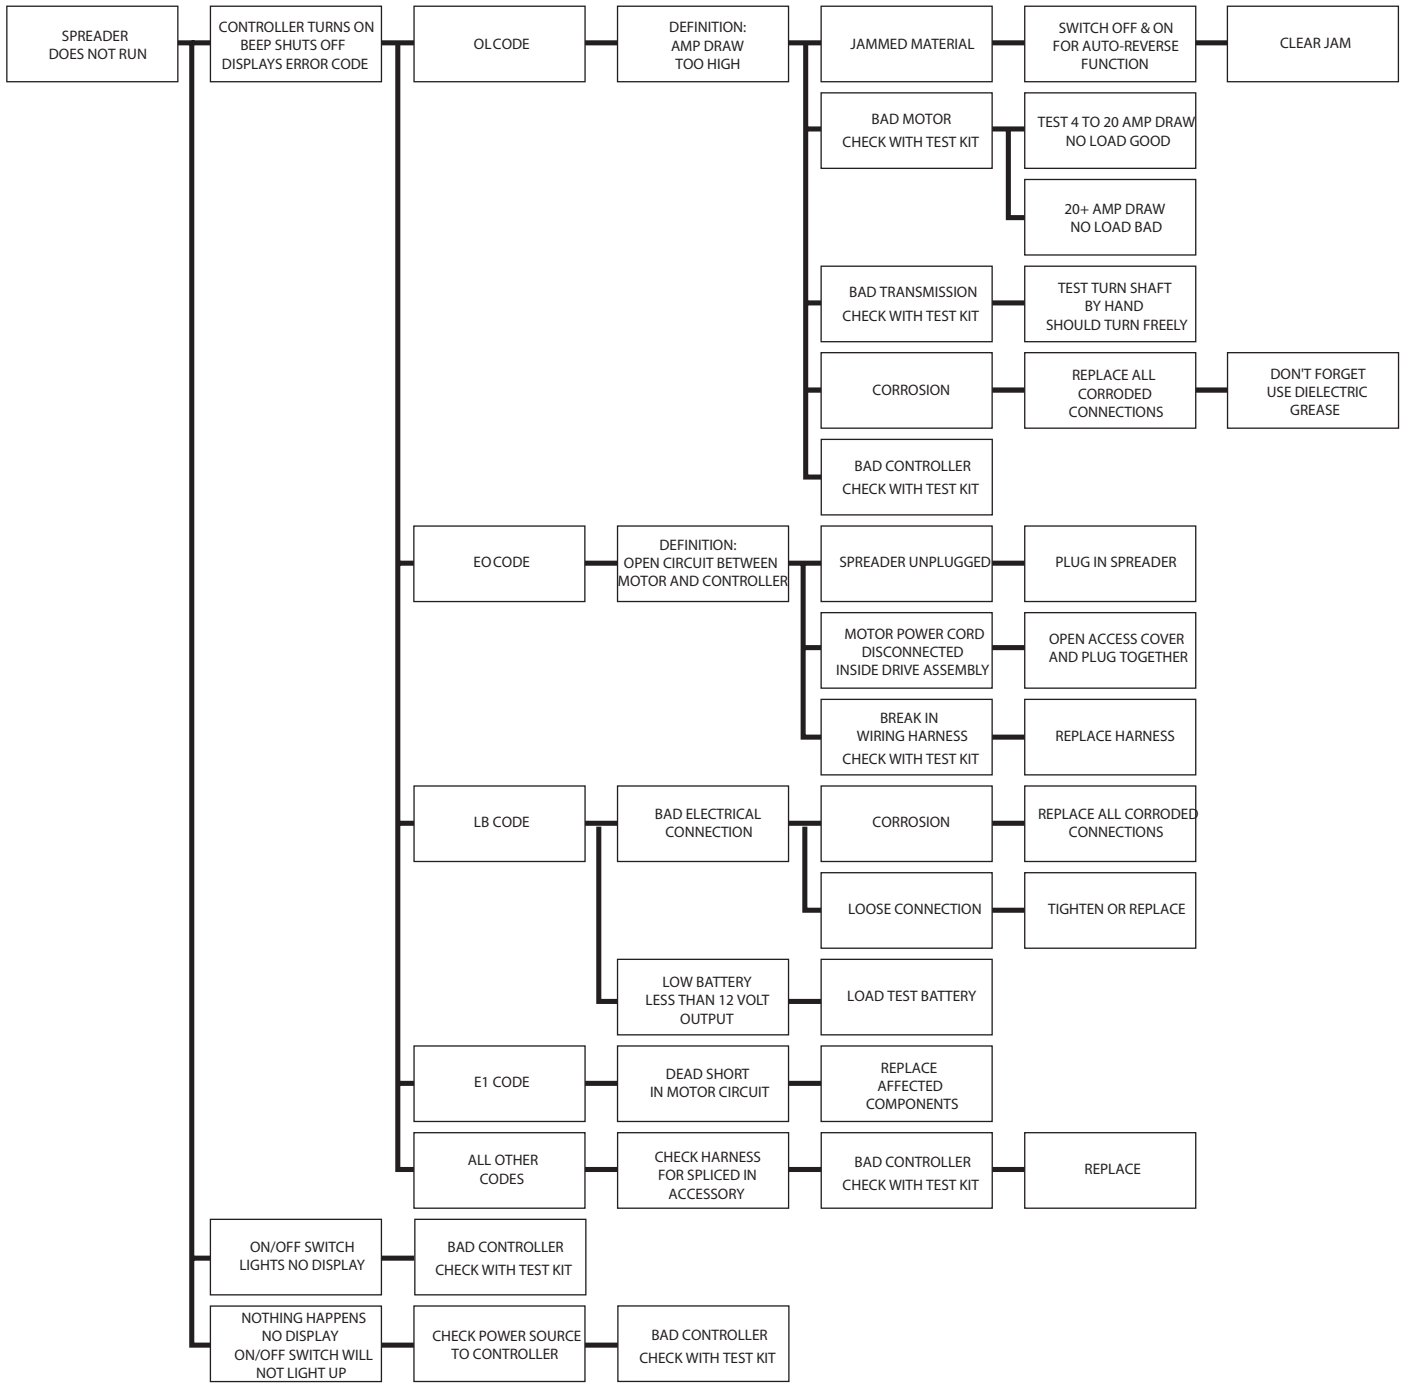 SPREADER
DOES NOT RUN
CONTROLLER TURNS ON
BEEP SHUTS OFF
DISPLAYS ERROR CODE
OL CODE
DEFINITION:
AMP DRAW
TOO HIGH
JAMMED MATERIAL
SWITCH OFF & ON
FOR AUTO-REVERSE
FUNCTION
CLEAR JAM
BAD MOTOR
CHECK WITH TEST KIT
TEST 4 TO 20 AMP DRAW
NO LOAD GOOD
20+ AMP DRAW
NO LOAD BAD
BAD TRANSMISSION
CHECK WITH TEST KIT
TEST TURN SHAFT
BY HAND
SHOULD TURN FREELY
CORROSION
REPLACE ALL
CORRODED
CONNECTIONS
DON'T FORGET
USE DIELECTRIC
GREASE
BAD CONTROLLER
CHECK WITH TEST KIT
EO CODE
DEFINITION:
OPEN CIRCUIT BETWEEN
MOTOR AND CONTROLLER
SPREADER UNPLUGGED
PLUG IN SPREADER
MOTOR POWER CORD
DISCONNECTED
INSIDE DRIVE ASSEMBLY
OPEN ACCESS COVER
AND PLUG TOGETHER
BREAK IN
WIRING HARNESS
CHECK WITH TEST KIT
REPLACE HARNESS
LB CODE
BAD ELECTRICAL
CONNECTION
CORROSION
REPLACE ALL CORRODED
CONNECTIONS
LOOSE CONNECTION
TIGHTEN OR REPLACE
LOW BATTERY
LESS THAN 12 VOLT
OUTPUT
LOAD TEST BATTERY
E1 CODE
DEAD SHORT
IN MOTOR CIRCUIT
REPLACE
AFFECTED
COMPONENTS
ALL OTHER
CODES
CHECK HARNESS
FOR SPLICED IN
ACCESSORY
BAD CONTROLLER
CHECK WITH TEST KIT
REPLACE
ON/OFF SWITCH
LIGHTS NO DISPLAY
BAD CONTROLLER
CHECK WITH TEST KIT
NOTHING HAPPENS
NO DISPLAY
ON/OFF SWITCH WILL
NOT LIGHT UP
CHECK POWER SOURCE
TO CONTROLLER
BAD CONTROLLER
CHECK WITH TEST KIT